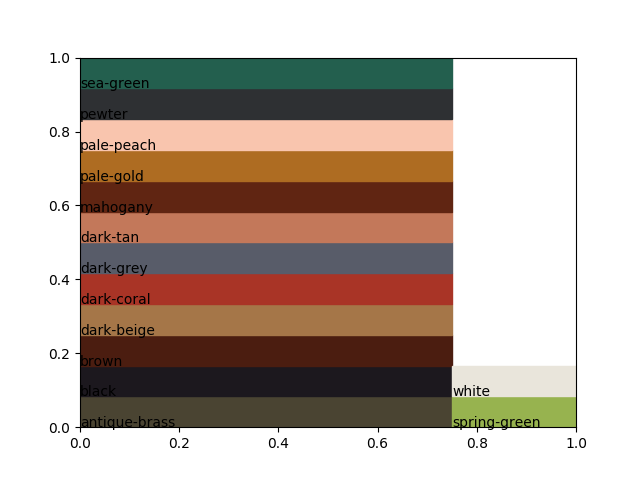 1.0
sea-green
pewter
0.8
pale-peach
pale-gold
0.6
mahogany
dark-tan
0.4
dark-grey
dark-coral
dark-beige
0.2
brown
black white
0.0
antique-brass spring-green
0.0 0.2 0.4 0.6 0.8 1.0